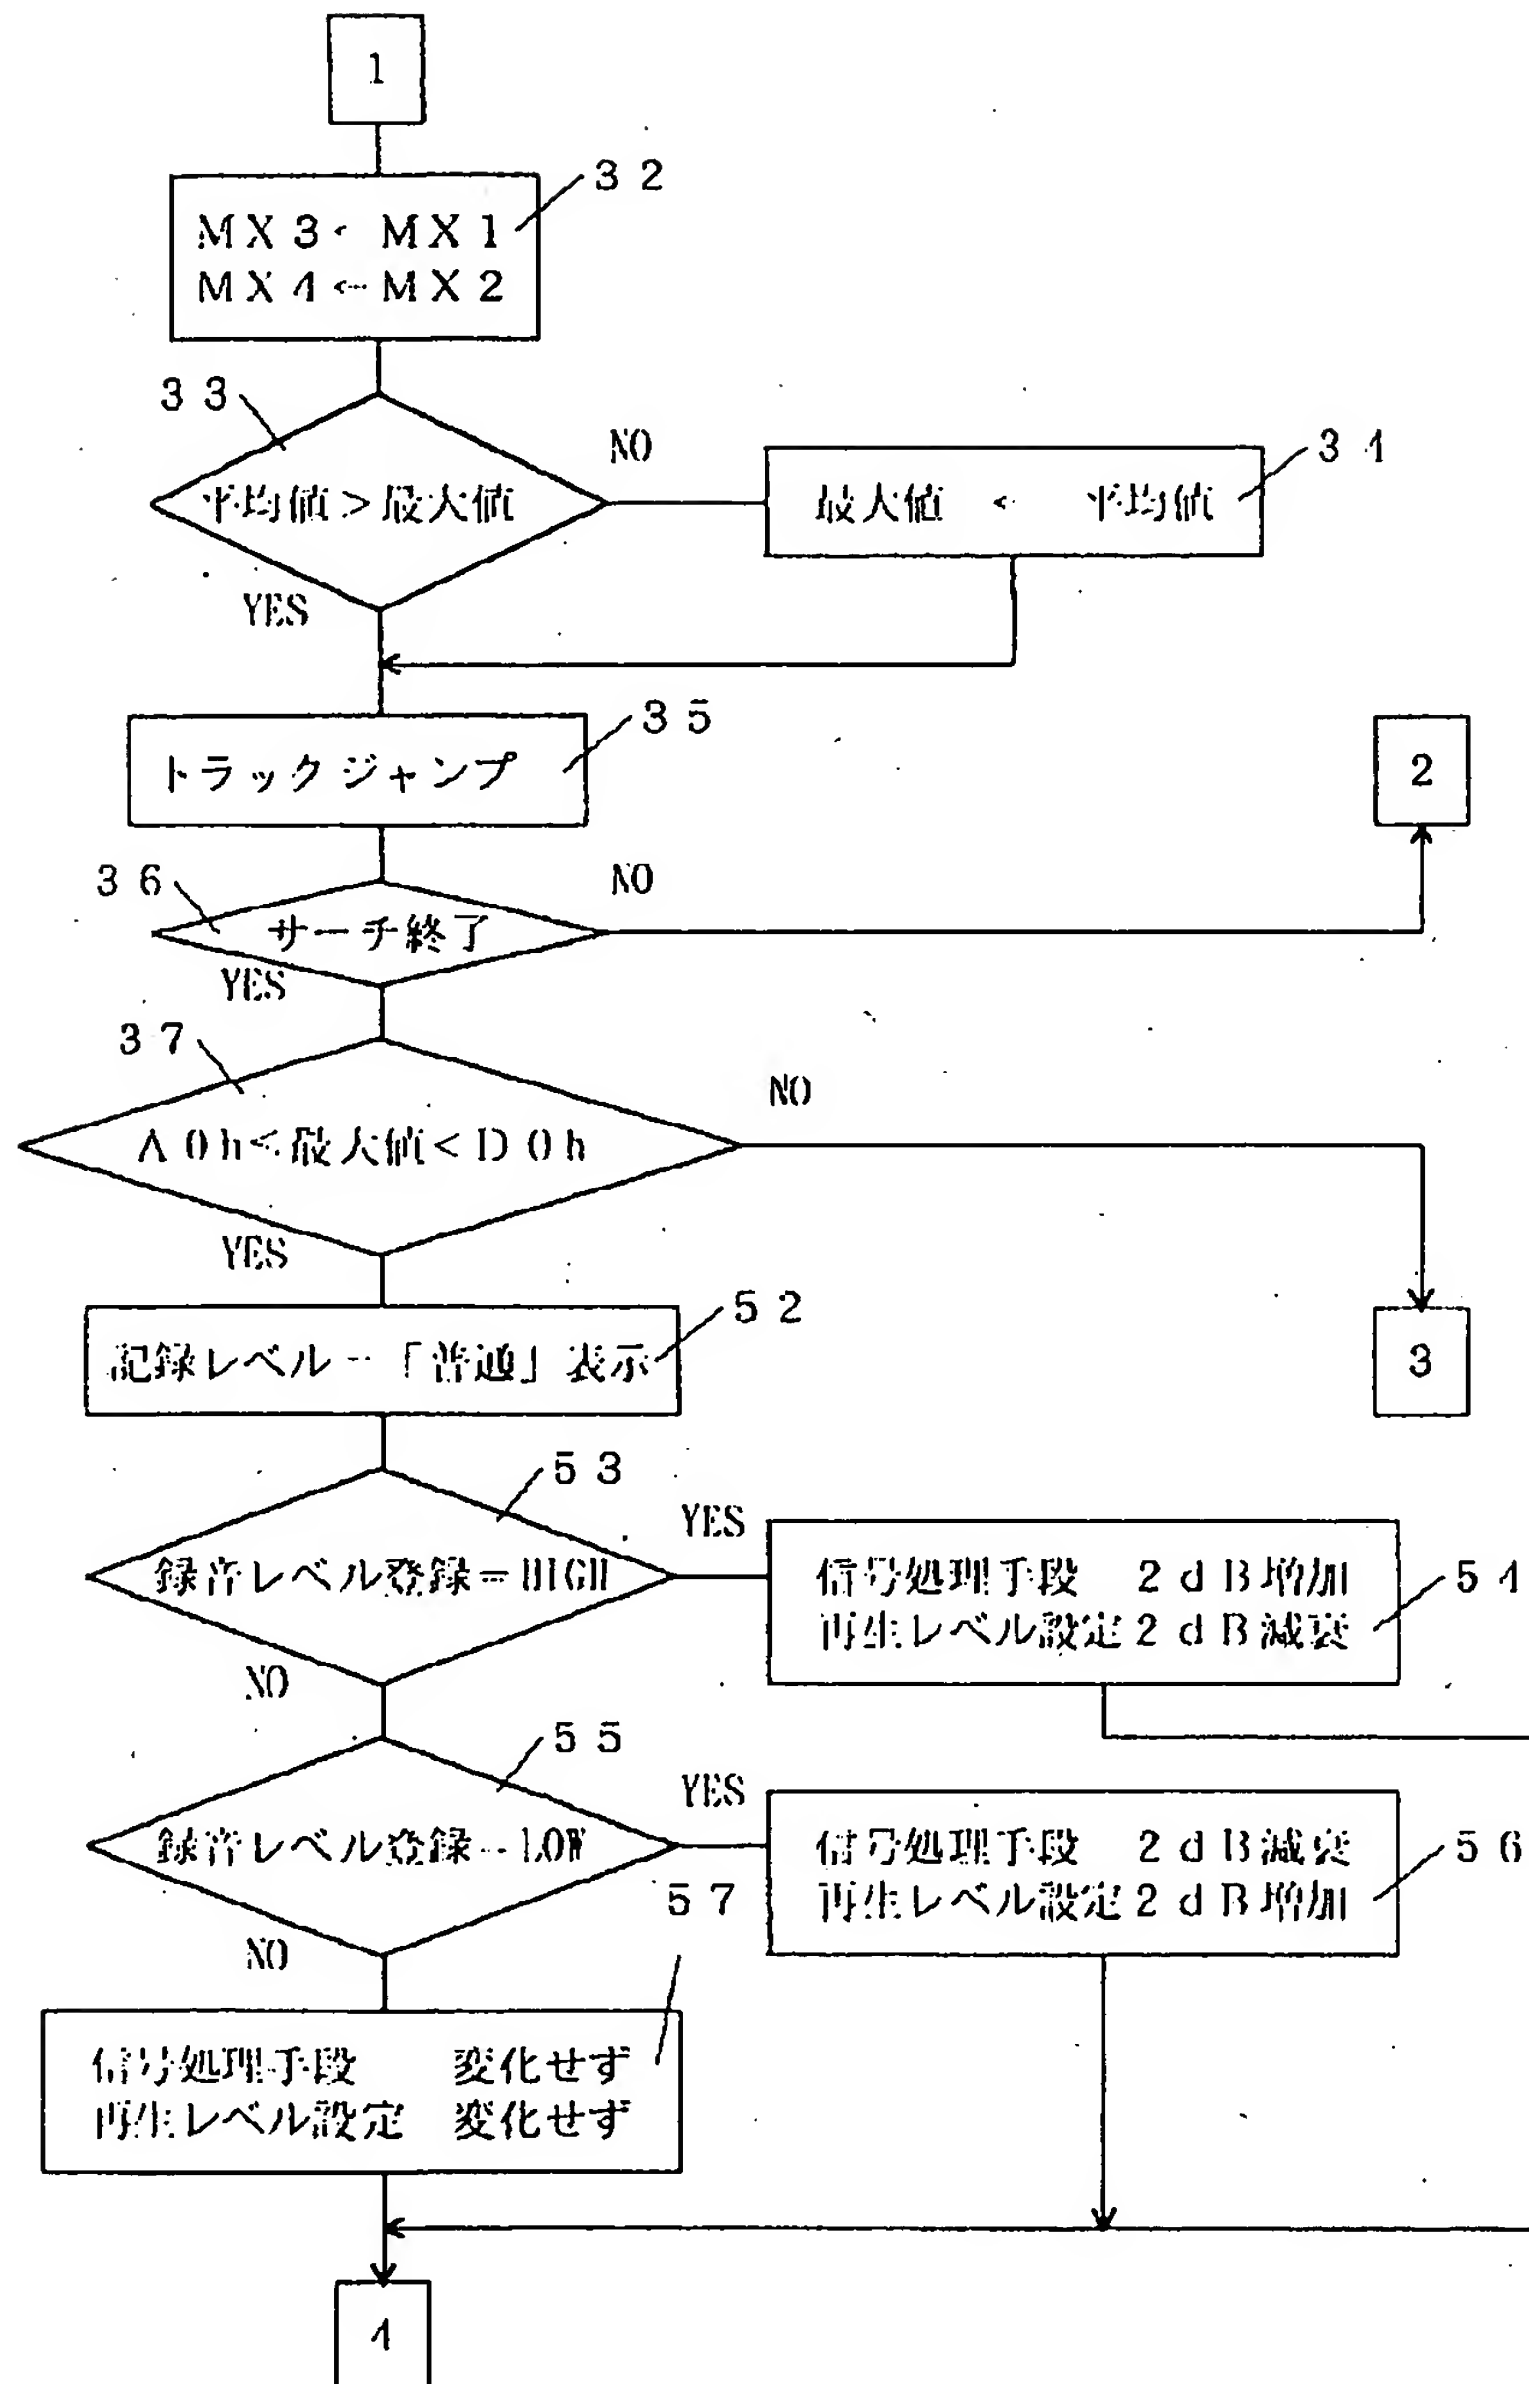 1
32
MX3← MX1
MX4←MX2
33
平均値>最大値
NO
34
最大値 ← 平均値
YES
35
トラックジャンプ
2
36
サーチ終了
NO
YES
37
A0h<最大値<D0h
NO
YES
52
記録レベル=「普通」表示
3
53
録音レベル登録=HIGH
YES
信号処理手段 2dB増加
再生レベル設定2dB減衰
54
NO
55
録音レベル登録=LOW
YES
信号処理手段 2dB減衰
再生レベル設定2dB増加
56
57
NO
信号処理手段 変化せず
再生レベル設定 変化せず
4